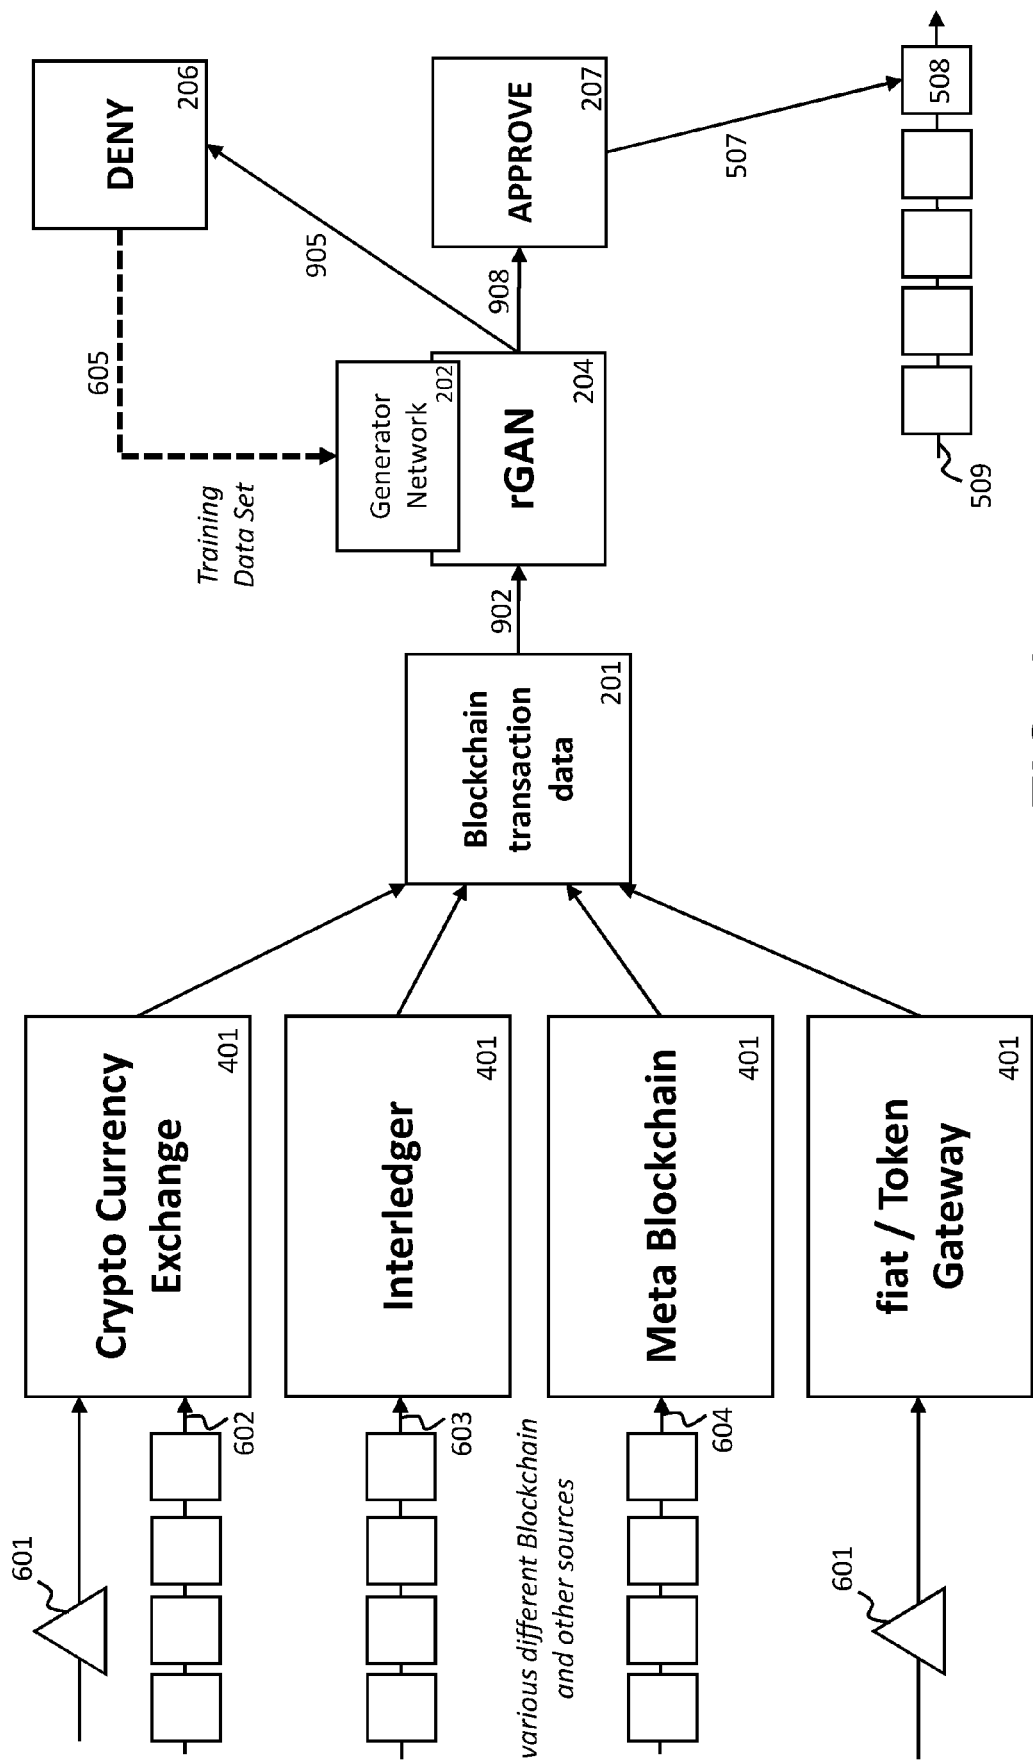 601
602
Crypto Currency
Exchange
401
603
Interledger
401
various different Blockchain
and other sources
604
Meta Blockchain
401
601
fiat / Token
Gateway
401
Blockchain
transaction
data
201
902
Training
Data Set
605
Generator
Network
202
rGAN
204
905
DENY
206
908
APPROVE
207
507
508
509